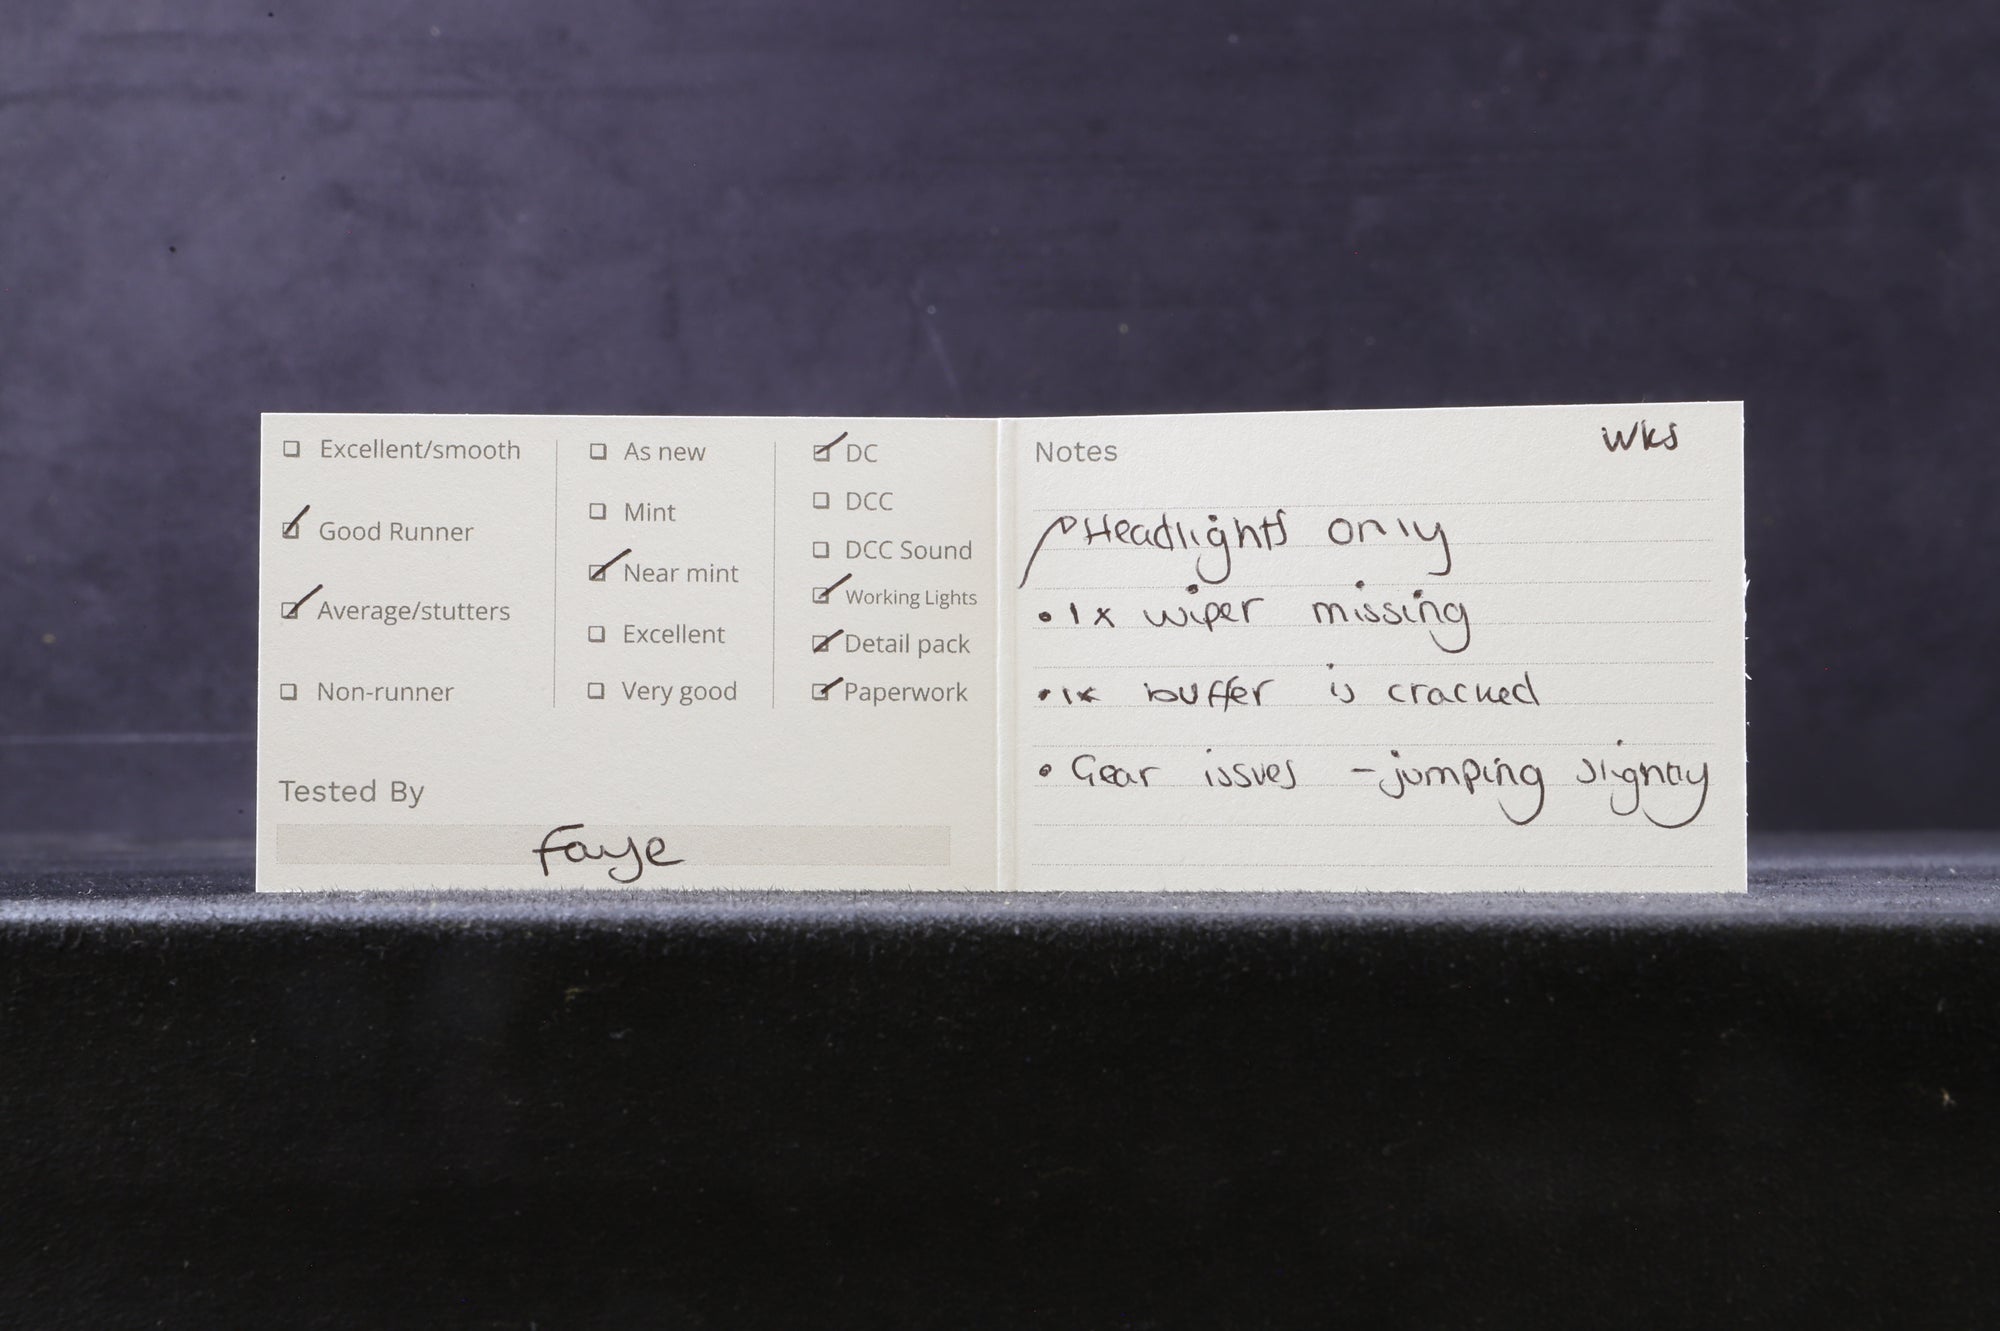 ☐ Excellent/smooth
☑ Good Runner
☑ Average/stutters
☐ Non-runner
☐ As new
☐ Mint
☑ Near mint
☐ Excellent
☐ Very good
☑ DC
☐ DCC
☐ DCC Sound
☑ Working Lights
☑ Detail pack
☑ Paperwork
Tested By
Faye
Notes
wks
Headlights only
• 1x wiper missing
• 1x buffer is cracked
• Gear issues - jumping slightly